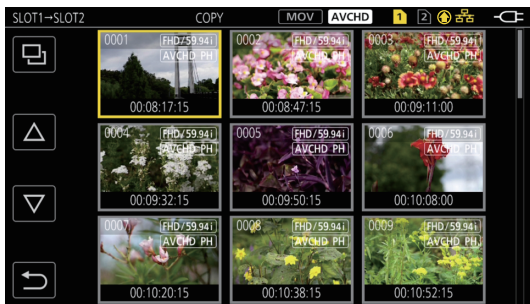 SLOT1→SLOT2 COPY MOV AVCHD 1 2
0001 FHD/59.94i
AVCHD PH
00:08:17:15
0002 FHD/59.94i
AVCHD PH
00:08:47:15
0003 FHD/59.94i
AVCHD PH
00:09:11:00
0004 FHD/59.94i
AVCHD PH
00:09:32:15
0005 FHD/59.94i
AVCHD PH
00:09:50:15
0006 FHD/59.94i
AVCHD PH
00:10:08:00
0007 FHD/59.94i
AVCHD PH
00:10:20:15
0008 FHD/59.94i
AVCHD PH
00:10:38:15
0009 FHD/59.94i
AVCHD PH
00:10:52:15